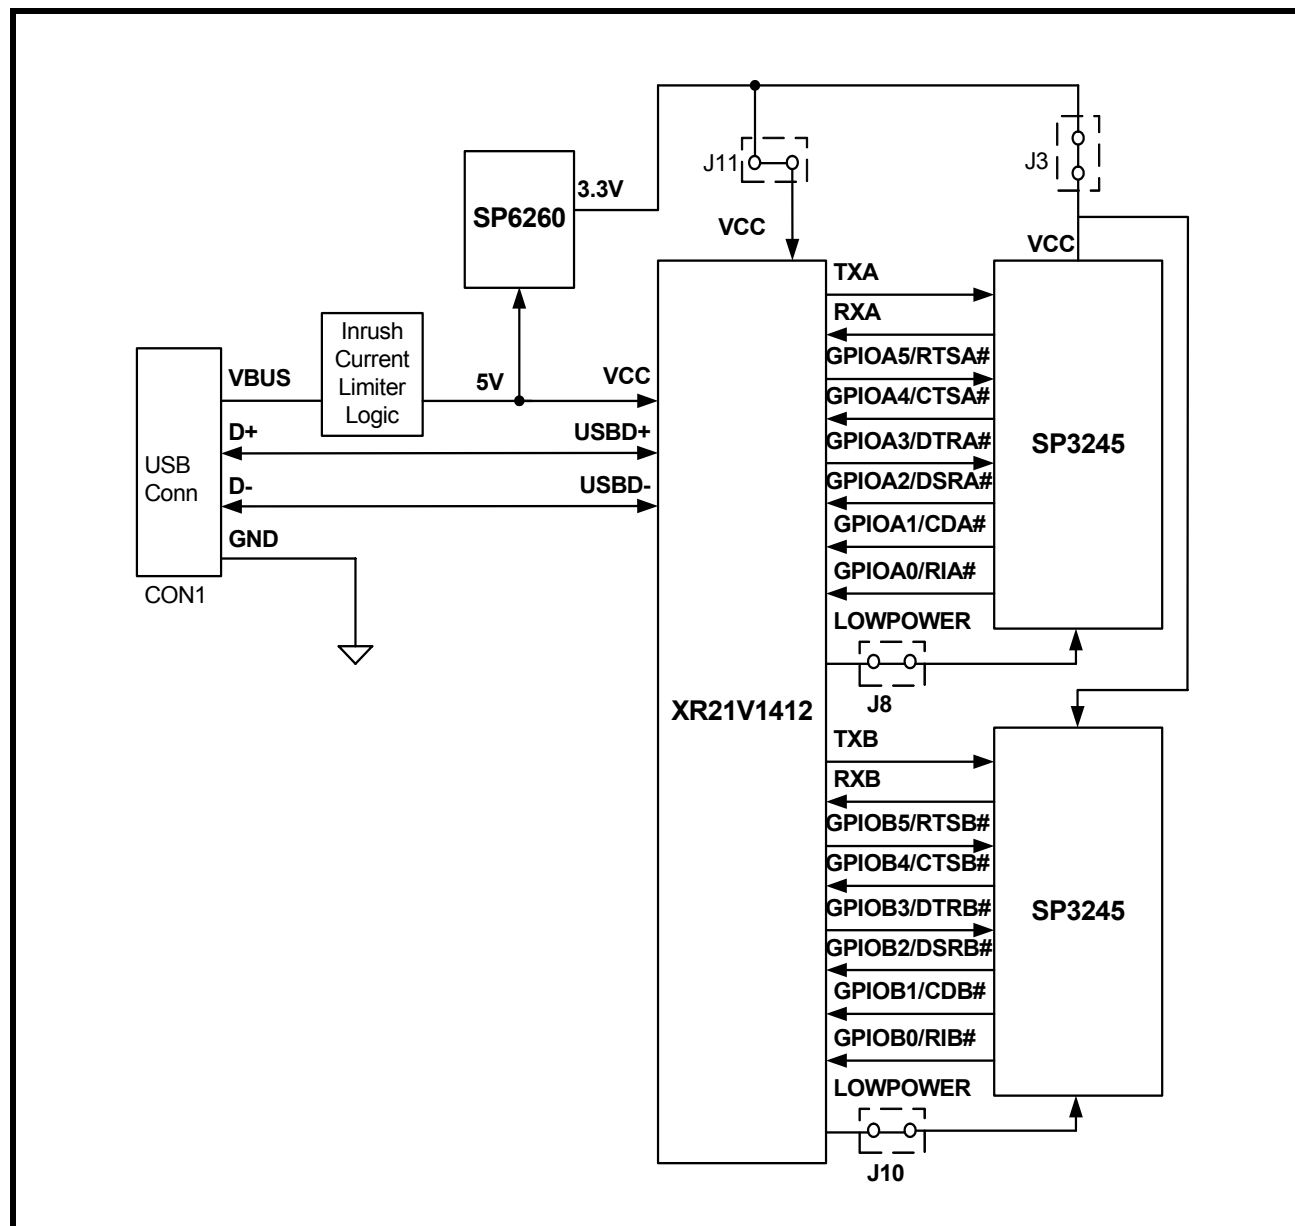 J11
J3
3.3V
SP6260
VCC
VCC
TXA
RXA
Inrush
Current
Limiter
Logic
GPIOA5/RTSA#
VBUS
5V
VCC
GPIOA4/CTSA#
D+
USBD+
GPIOA3/DTRA#
SP3245
USB
Conn
D-
USBD-
GPIOA2/DSRA#
GND
GPIOA1/CDA#
CON1
GPIOA0/RIA#
LOWPOWER
J8
XR21V1412
TXB
RXB
GPIOB5/RTSB#
GPIOB4/CTSB#
GPIOB3/DTRB#
SP3245
GPIOB2/DSRB#
GPIOB1/CDB#
GPIOB0/RIB#
LOWPOWER
J10